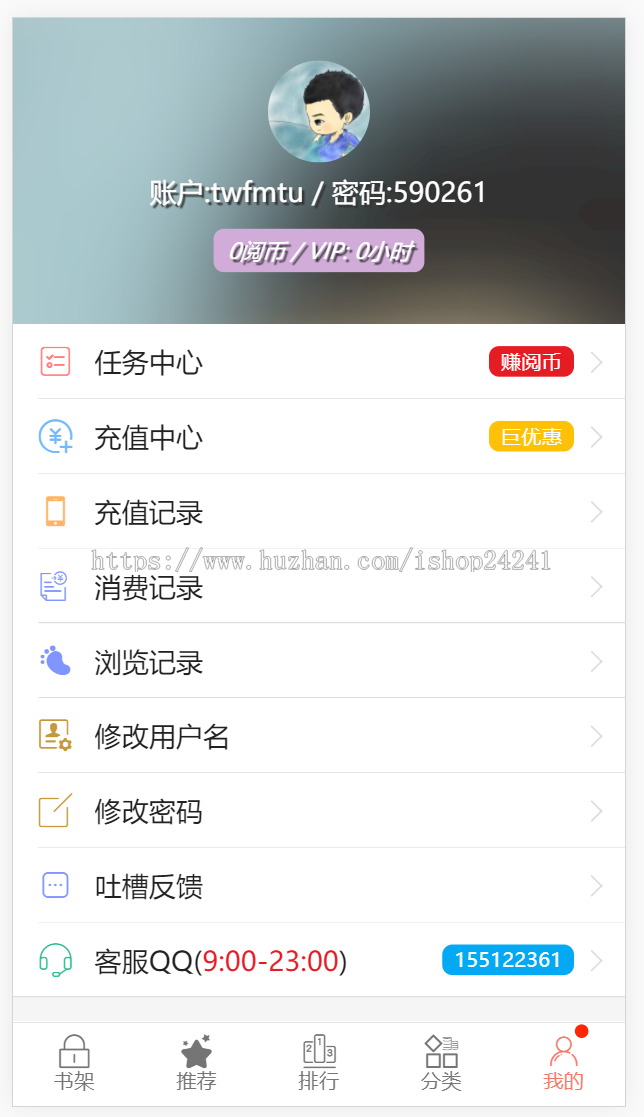 账户:twfmtu / 密码:590261
0阅币 / VIP: 0小时
任务中心 赚阅币
充值中心 巨优惠
充值记录
https://www.huzhan.com/ishop24241
消费记录
浏览记录
修改用户名
修改密码
吐槽反馈
客服QQ(9:00-23:00) 155122361
书架 推荐 排行 分类 我的